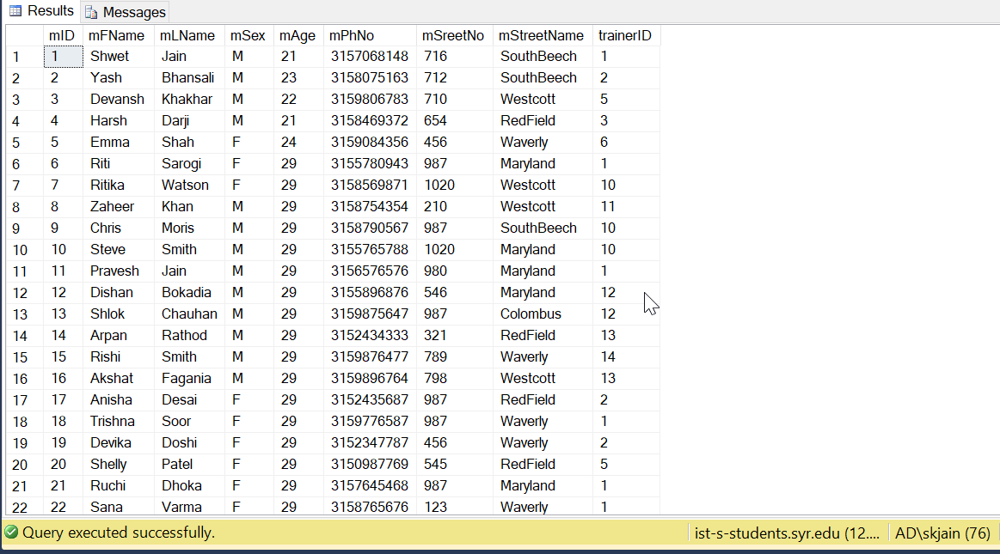 Results Messages
mID mFName mLName mSex mAge mPhNo mSreetNo mStreetName trainerID
1 1 Shwet Jain M 21 3157068148 716 SouthBeech 1
2 2 Yash Bhansali M 23 3158075163 712 SouthBeech 2
3 3 Devansh Khakhar M 22 3159806783 710 Westcott 5
4 4 Harsh Darji M 21 3158469372 654 RedField 3
5 5 Emma Shah F 24 3159084356 456 Waverly 6
6 6 Riti Sarogi F 29 3155780943 987 Maryland 1
7 7 Ritika Watson F 29 3158569871 1020 Westcott 10
8 8 Zaheer Khan M 29 3158754354 210 Westcott 11
9 9 Chris Moris M 29 3158790567 987 SouthBeech 10
10 10 Steve Smith M 29 3155765788 1020 Maryland 10
11 11 Pravesh Jain M 29 3156576576 980 Maryland 1
12 12 Dishan Bokadia M 29 3155896876 546 Maryland 12
13 13 Shlok Chauhan M 29 3159875647 987 Colombus 12
14 14 Arpan Rathod M 29 3152434333 321 RedField 13
15 15 Rishi Smith M 29 3159876477 789 Waverly 14
16 16 Akshat Fagania M 29 3159896764 798 Westcott 13
17 17 Anisha Desai F 29 3152435687 987 RedField 2
18 18 Trishna Soor F 29 3159776587 987 Waverly 1
19 19 Devika Doshi F 29 3152347787 456 Waverly 2
20 20 Shelly Patel F 29 3150987769 545 RedField 5
21 21 Ruchi Dhoka F 29 3157645468 987 Maryland 1
22 22 Sana Varma F 29 3158765676 123 Waverly 1
Query executed successfully. ist-s-students.syr.edu (12.... AD\skjain (76)